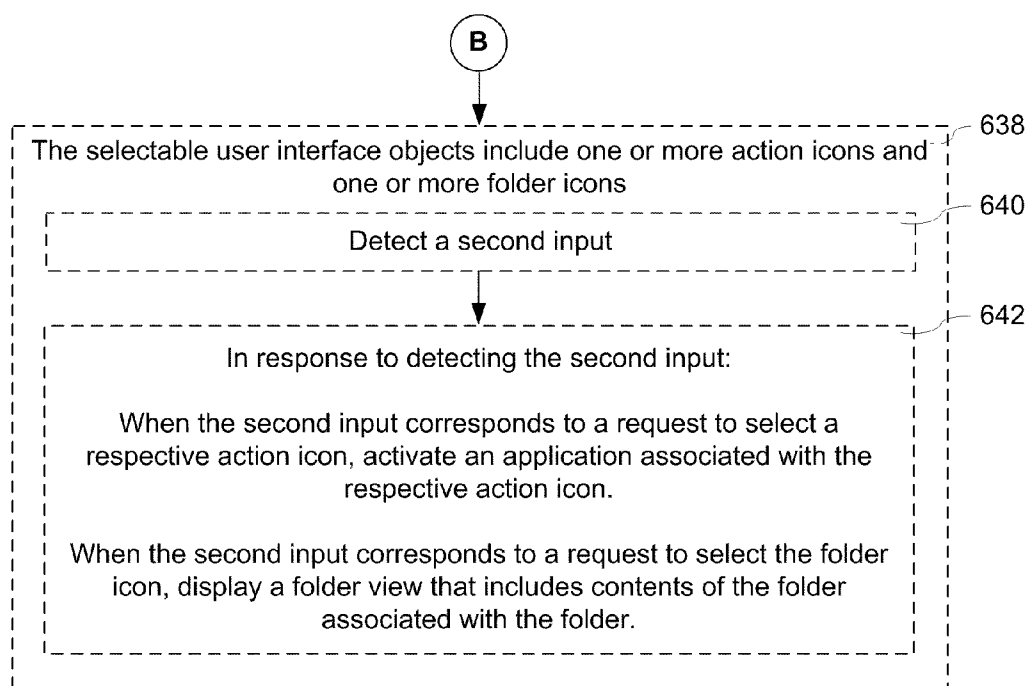 B
638
The selectable user interface objects include one or more action icons and
one or more folder icons
640
Detect a second input
642
In response to detecting the second input:
When the second input corresponds to a request to select a
respective action icon, activate an application associated with the
respective action icon.
When the second input corresponds to a request to select the folder
icon, display a folder view that includes contents of the folder
associated with the folder.